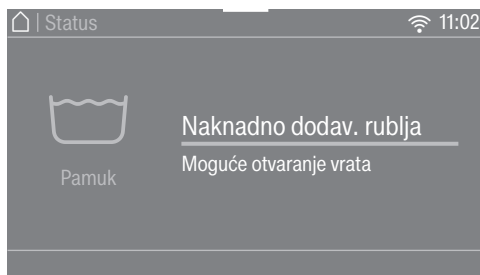 | Status 11:02
Naknadno dodav. rublja
Moguće otvaranje vrata
Pamuk